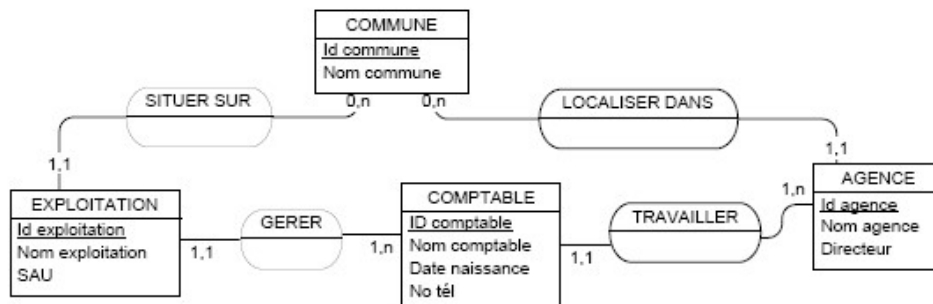 COMMUNE
Id commune
Nom commune
0,n
0,n
SITUER SUR
LOCALISER DANS
1,1
1,1
EXPLOITATION
Id exploitation
Nom exploitation
SAU
1,1
GERER
1,n
COMPTABLE
ID comptable
Nom comptable
Date naissance
No tél
1,1
TRAVAILLER
1,n
AGENCE
Id agence
Nom agence
Directeur